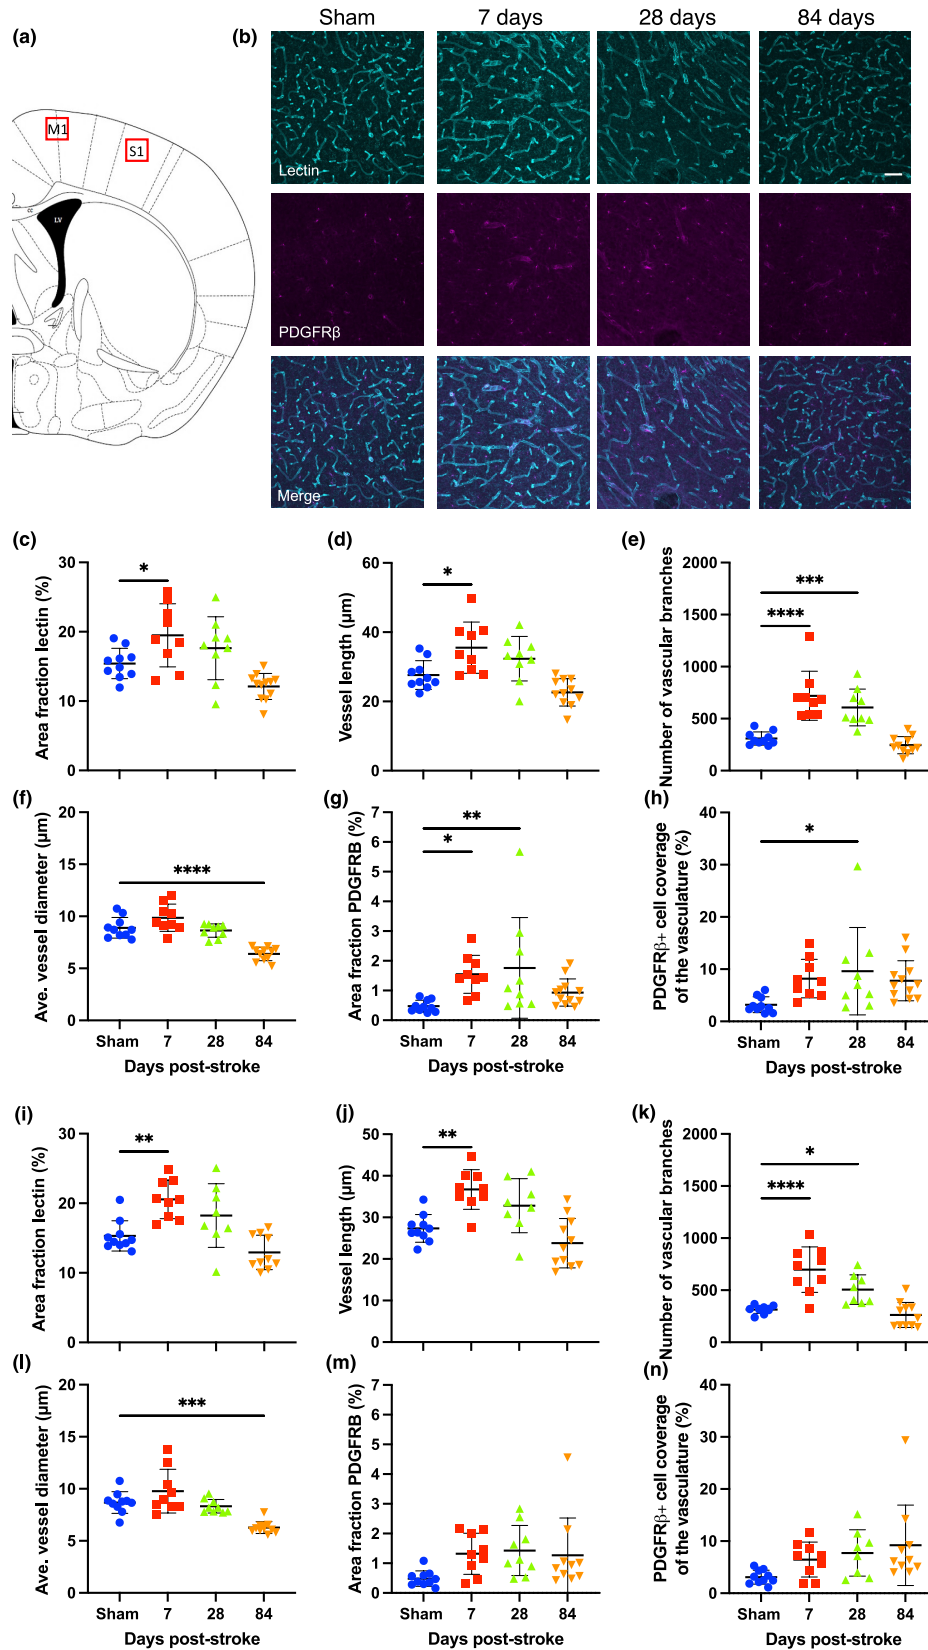 Sham 7 days 28 days 84 days
(a) (b)
M1
S1
cc
LV
Lectin
PDGFRβ
Merge
(c) (d) (e)
Area fraction lectin (%)
30
20
10
0
*
Vessel length (µm)
60
40
20
0
*
Number of vascular branches
2000
1500
1000
500
0
***
****
(f) (g) (h)
Ave. vessel diameter (µm)
20
15
10
5
0
****
Sham 7 28 84
Days post-stroke
Area fraction PDGFRB (%)
7
6
5
4
3
2
1
0
**
*
Sham 7 28 84
Days post-stroke
PDGFRβ+ cell coverage
of the vasculature (%)
40
30
20
10
0
*
Sham 7 28 84
Days post-stroke
(i) (j) (k)
Area fraction lectin (%)
30
20
10
0
**
Vessel length (µm)
50
40
30
20
10
0
**
Number of vascular branches
2000
1500
1000
500
0
*
****
(l) (m) (n)
Ave. vessel diameter (µm)
20
15
10
5
0
***
Sham 7 28 84
Days post-stroke
Area fraction PDGFRB (%)
7
6
5
4
3
2
1
0
Sham 7 28 84
Days post-stroke
PDGFRβ+ cell coverage
of the vasculature (%)
40
30
20
10
0
Sham 7 28 84
Days post-stroke